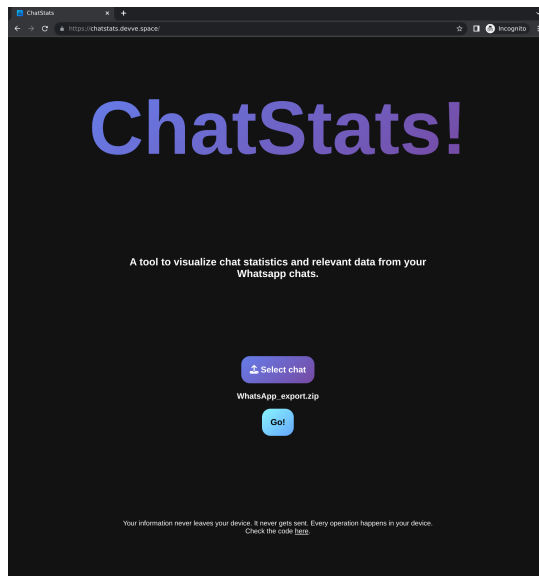 ChatStats
https://chatstats.devve.space/
Incognito
ChatStats!
A tool to visualize chat statistics and relevant data from your
Whatsapp chats.
Select chat
WhatsApp_export.zip
Go!
Your information never leaves your device. It never gets sent. Every operation happens in your device.
Check the code here.